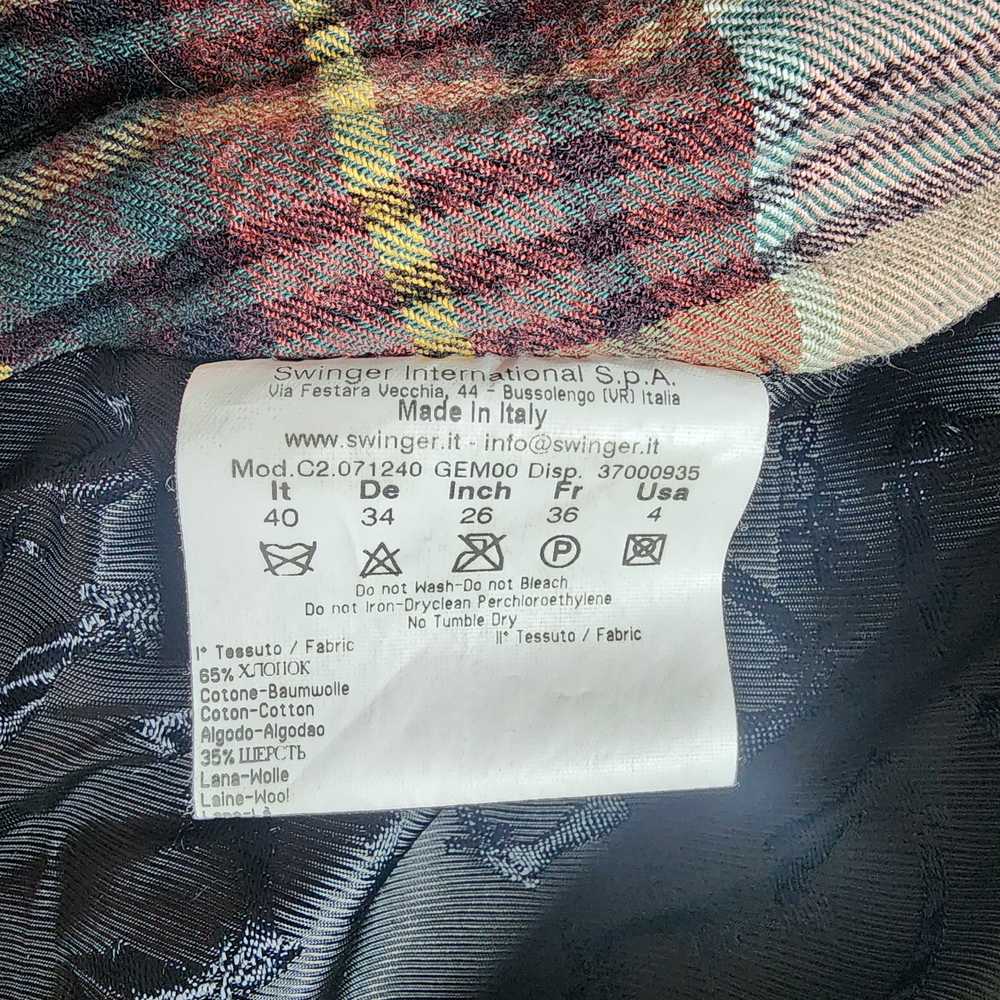 Swinger International S.p.A.
Via Festara Vecchia, 44 - Bussolengo (VR) Italia
Made in Italy
www.swinger.it - info@swinger.it
Mod.C2.071240 GEM00 Disp. 37000935
It De Inch Fr Usa
40 34 26 36 4
P
Do not Wash-Do not Bleach
Do not Iron-Dryclean Perchloroethylene
No Tumble Dry
I° Tessuto / Fabric
II° Tessuto / Fabric
65% ХЛОПОК
Cotone-Baumwolle
Coton-Cotton
Algodo-Algodao
35% ШЕРСТЬ
Lana-Wolle
Laine-Wool
Lana-Lã